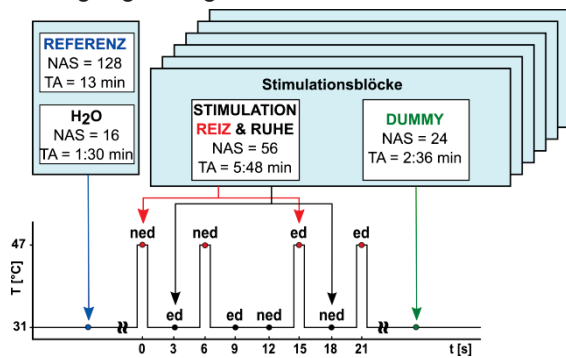 REFERENZ
NAS = 128
TA = 13 min
H2O
NAS = 16
TA = 1:30 min
Stimulationsblöcke
STIMULATION
REIZ & RUHE
NAS = 56
TA = 5:48 min
DUMMY
NAS = 24
TA = 2:36 min
T [°C]
47
31
ned
ed
ned
ed
ned
ed
ned
ed
0 3 6 9 12 15 18 21
t [s]